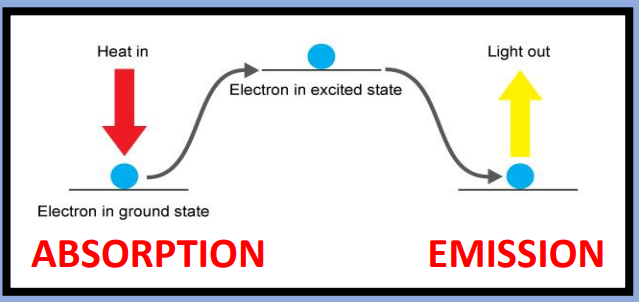 Heat in
Light out
Electron in excited state
Electron in ground state
ABSORPTION
EMISSION